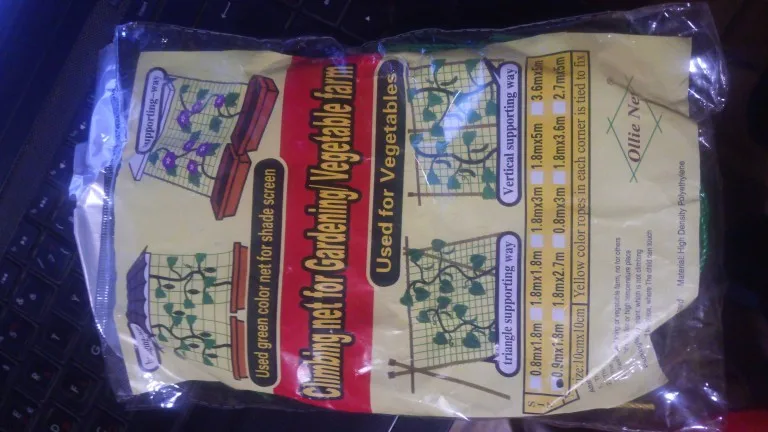 Climbing net for Gardening/ Vegetable farm
Used green color net for shade screen
supporting way
Used for Vegetables
triangle supporting way
Vertical supporting way
0.8mx1.8m 1.8mx1.8m 1.8mx3m 1.8mx5m 3.6mx5m
0.9mx1.8m 1.8mx2.7m 0.8mx3m 1.8mx3.6m 2.7mx5m
Size:10cmx10cm Yellow color ropes in each corner is tied to fix
Ollie Net
Material: High Density Polyethylene